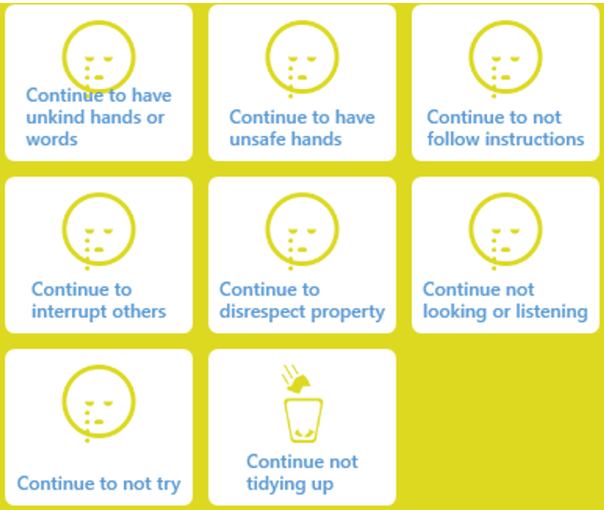 Continue to have
unkind hands or
words
Continue to have
unsafe hands
Continue to not
follow instructions
Continue to
interrupt others
Continue to
disrespect property
Continue not
looking or listening
Continue to not try
Continue not
tidying up